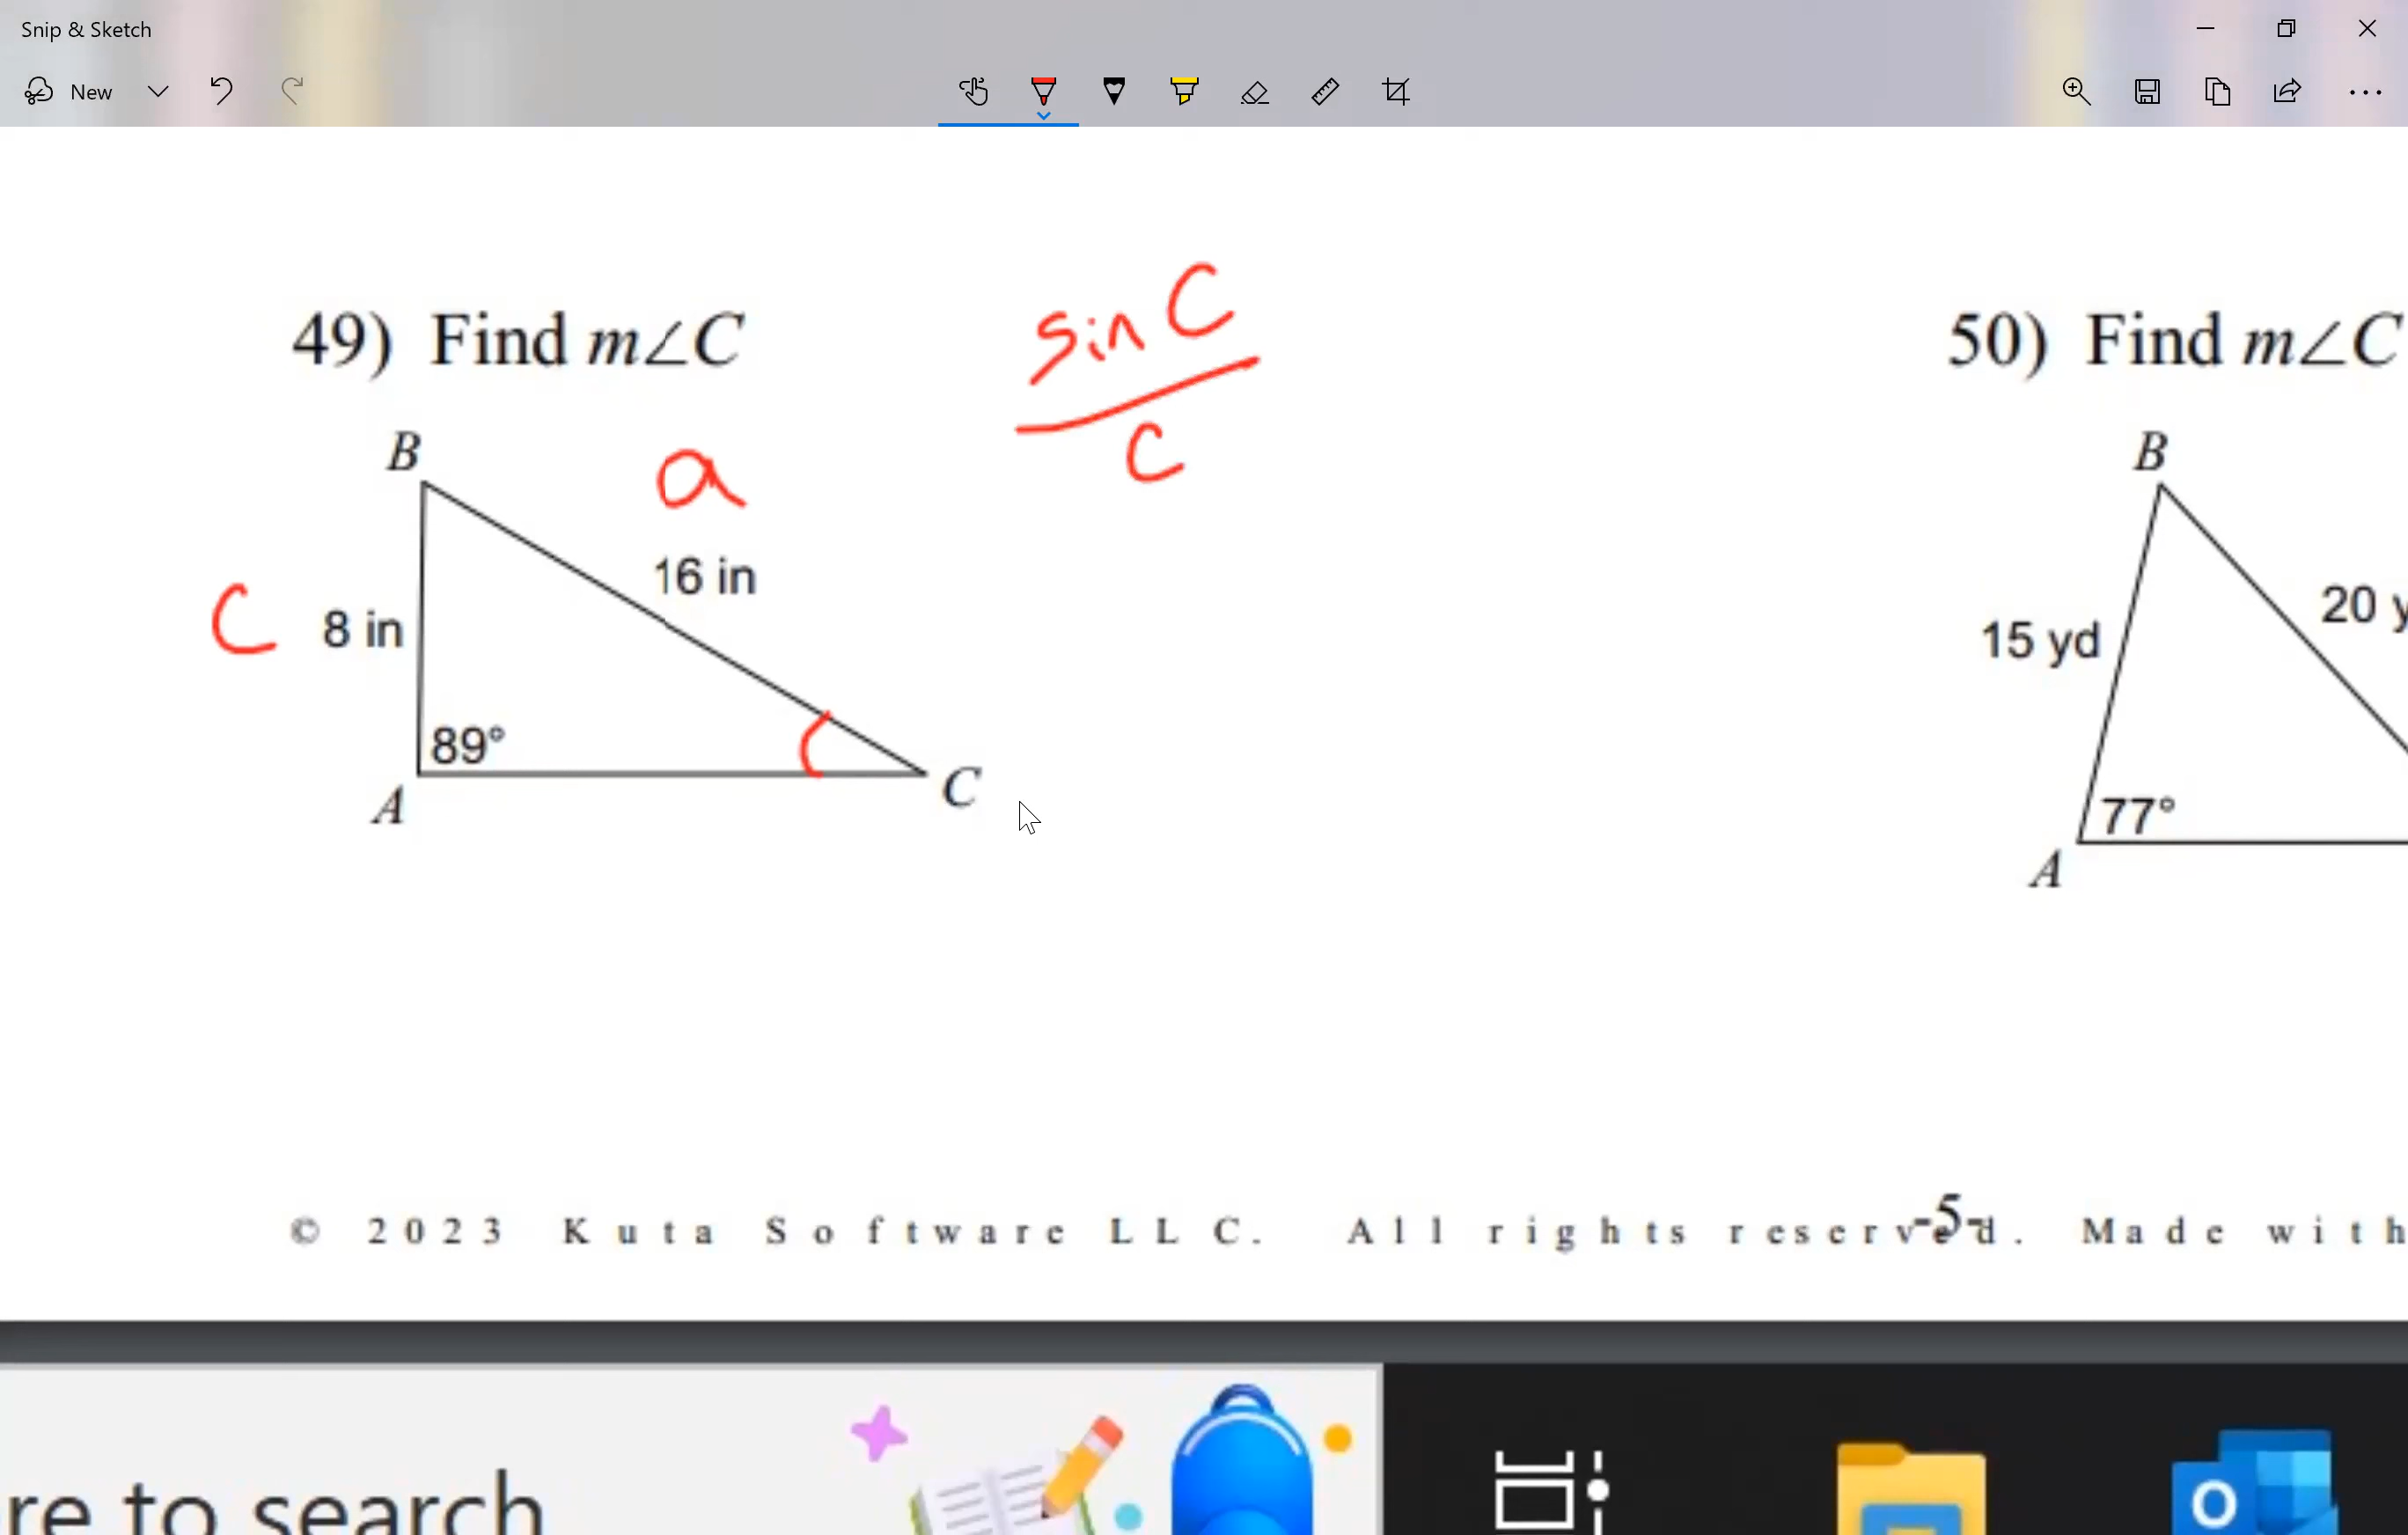 Snip & Sketch
New
49) Find m∠C
sin C
c
50) Find m∠C
B
a
16 in
c 8 in
89°
A
C
B
20 y
15 yd
77°
A
© 2023 Kuta Software LLC. All rights reserved. Made with
-5-
re to search